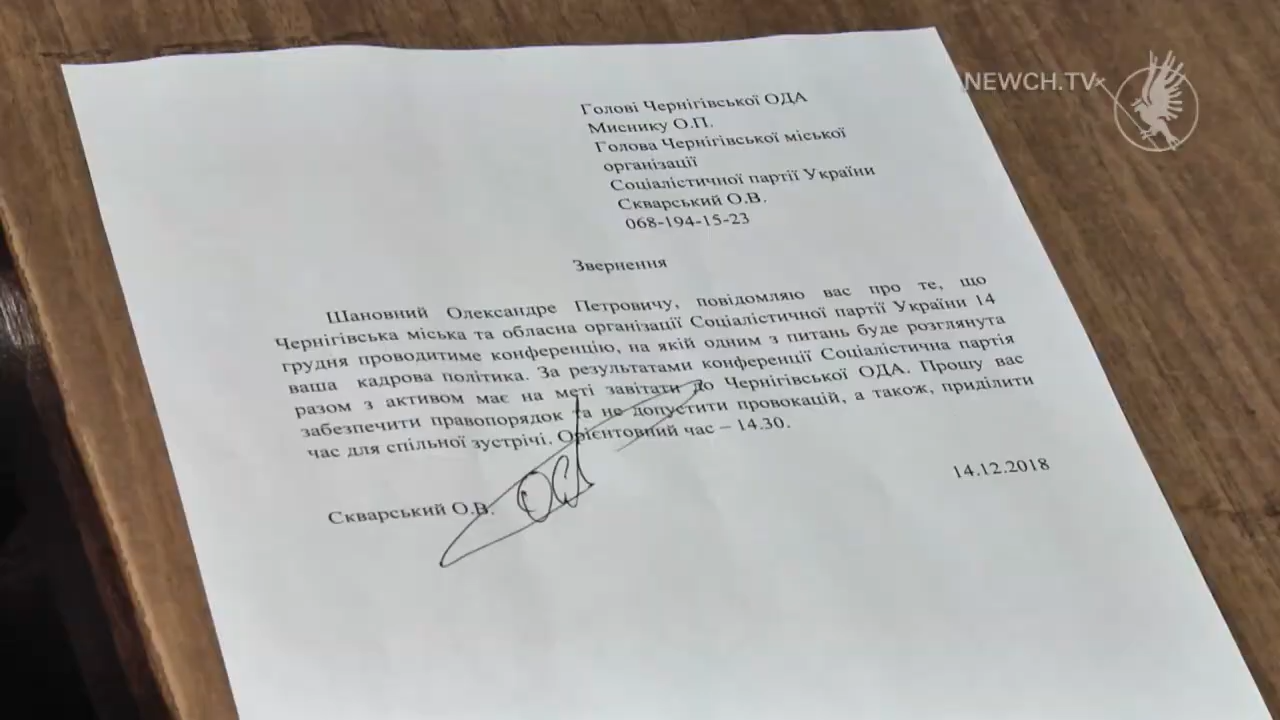 NEWCH.TV
Голові Чернігівської ОДА
Миснику О.П.
Голова Чернігівської міської
організації
Соціалістичної партії України
Скварський О.В.
068-194-15-23
Звернення
Шановний Олександре Петровичу, повідомляю вас про те, що
Чернігівська міська та обласна організації Соціалістичної партії України 14
грудня проводитиме конференцію, на якій одним з питань буде розглянута
ваша кадрова політика. За результатами конференції Соціалістична партія
разом з активом має на меті завітати до Чернігівської ОДА. Прошу вас
забезпечити правопорядок та не допустити провокацій, а також, приділити
час для спільної зустрічі. Орієнтовний час – 14.30.
14.12.2018
Скварський О.В.